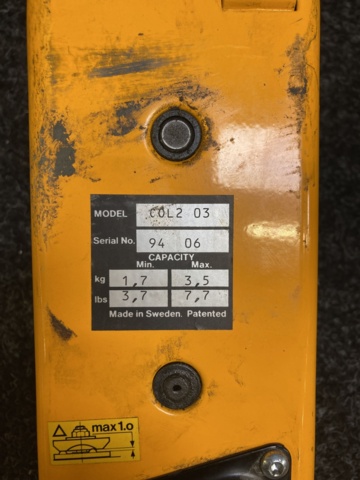 MODEL COL2 03
Serial No. 94 06
CAPACITY
Min. Max.
kg 1,7 3,5
lbs 3,7 7,7
Made in Sweden. Patented
max 1.0